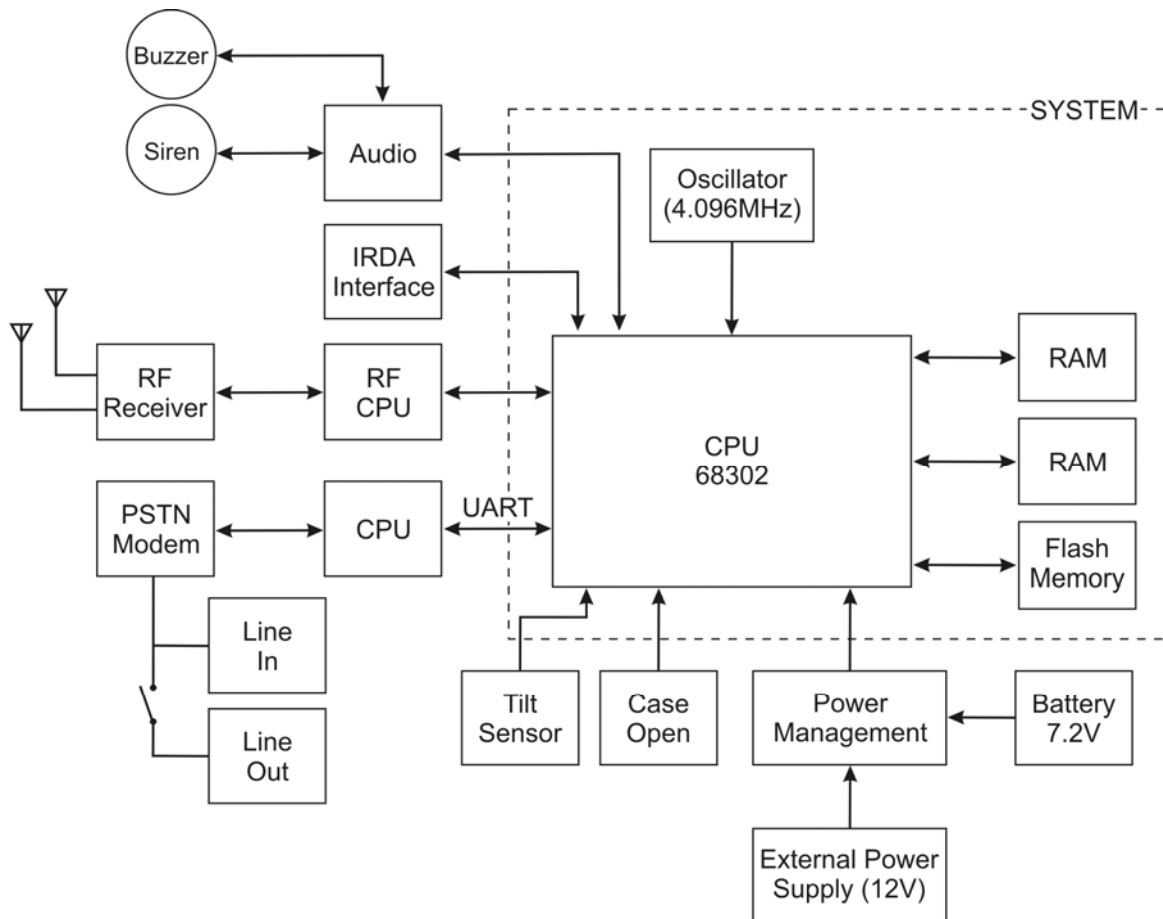 Buzzer
SYSTEM
Siren
Audio
Oscillator
(4.096MHz)
IRDA
Interface
RF
Receiver
RF
CPU
RAM
CPU
68302
RAM
PSTN
Modem
CPU
UART
Flash
Memory
Line
In
Line
Out
Tilt
Sensor
Case
Open
Power
Management
Battery
7.2V
External Power
Supply (12V)